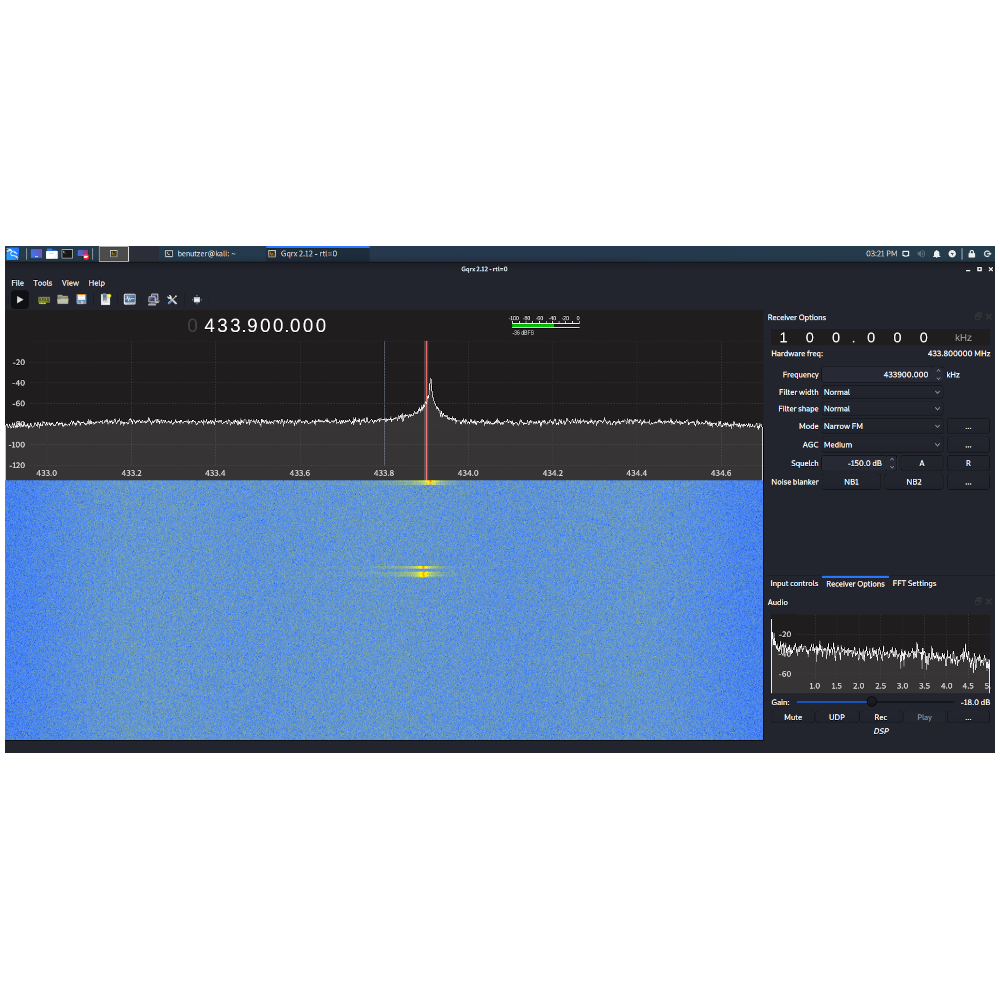 benutzer@kali: ~
Gqrx 2.12 - rtl=0
03:21 PM
Gqrx 2.12 - rtl=0
File Tools View Help
0 433.900.000
-100 -80 -60 -40 -20 0
-36 dBFS
-20
-40
-60
-80
-100
-120
433.0 433.2 433.4 433.6 433.8 434.0 434.2 434.4 434.6
Receiver Options
1 0 0 . 0 0 0 kHz
Hardware freq: 433.800000 MHz
Frequency 433900.000 kHz
Filter width Normal
Filter shape Normal
Mode Narrow FM ...
AGC Medium ...
Squelch -150.0 dB A R
Noise blanker NB1 NB2 ...
Input controls Receiver Options FFT Settings
Audio
-20
-40
-60
1.0 1.5 2.0 2.5 3.0 3.5 4.0 4.5 5
Gain: -18.0 dB
Mute UDP Rec Play ...
DSP